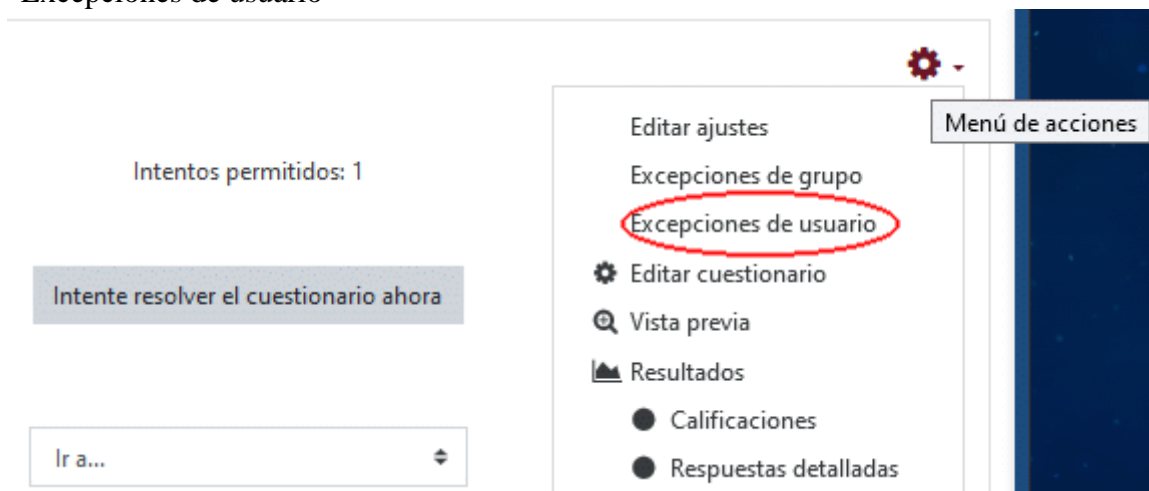 Excepciones de usuario
Editar ajustes
Menú de acciones
Intentos permitidos: 1
Excepciones de grupo
Excepciones de usuario
Editar cuestionario
Intente resolver el cuestionario ahora
Vista previa
Resultados
Calificaciones
Ir a...
Respuestas detalladas